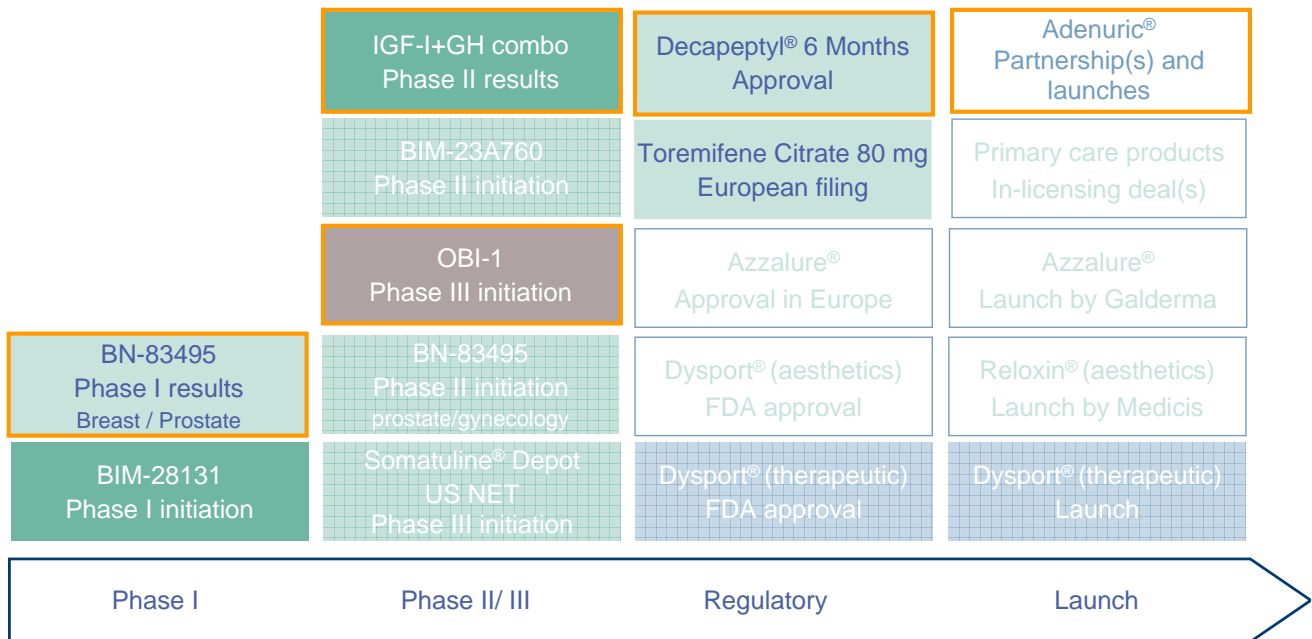 IGF-I+GH combo
Phase II results
Decapeptyl® 6 Months
Approval
Adenuric®
Partnership(s) and
launches
BIM-23A760
Phase II initiation
Toremifene Citrate 80 mg
European filing
Primary care products
In-licensing deal(s)
OBI-1
Phase III initiation
Azzalure®
Approval in Europe
Azzalure®
Launch by Galderma
BN-83495
Phase I results
Breast / Prostate
BN-83495
Phase II initiation
prostate/gynecology
Dysport® (aesthetics)
FDA approval
Reloxin® (aesthetics)
Launch by Medicis
BIM-28131
Phase I initiation
Somatuline® Depot
US NET
Phase III initiation
Dysport® (therapeutic)
FDA approval
Dysport® (therapeutic)
Launch
Phase I
Phase II/ III
Regulatory
Launch